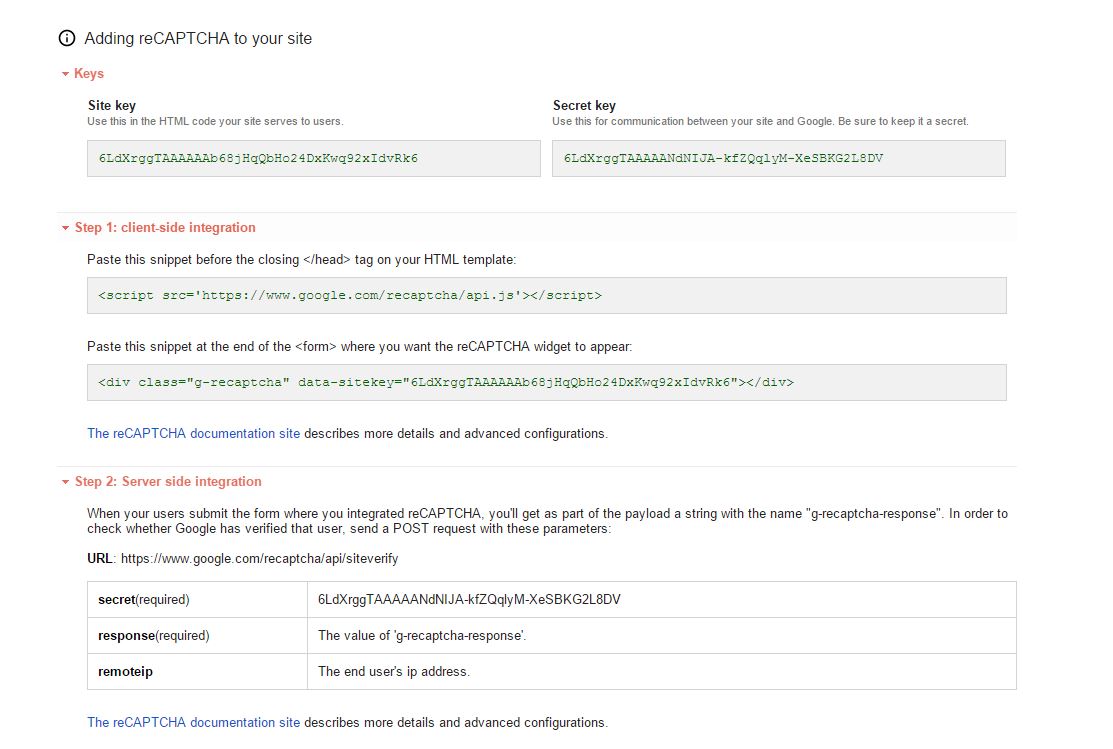 Adding reCAPTCHA to your site
Keys
Site key
Use this in the HTML code your site serves to users.
6LdXrggTAAAAAAb68jHqQbHo24DxKwq92xIdvRk6
Secret key
Use this for communication between your site and Google. Be sure to keep it a secret.
6LdXrggTAAAAANdNIJA-kfZQqlyM-XeSBKG2L8DV
Step 1: client-side integration
Paste this snippet before the closing </head> tag on your HTML template:
<script src='https://www.google.com/recaptcha/api.js'></script>
Paste this snippet at the end of the <form> where you want the reCAPTCHA widget to appear:
<div class="g-recaptcha" data-sitekey="6LdXrggTAAAAAAb68jHqQbHo24DxKwq92xIdvRk6"></div>
The reCAPTCHA documentation site describes more details and advanced configurations.
Step 2: Server side integration
When your users submit the form where you integrated reCAPTCHA, you'll get as part of the payload a string with the name "g-recaptcha-response". In order to
check whether Google has verified that user, send a POST request with these parameters:
URL: https://www.google.com/recaptcha/api/siteverify
secret(required) 6LdXrggTAAAAANdNIJA-kfZQqlyM-XeSBKG2L8DV
response(required) The value of 'g-recaptcha-response'.
remoteip The end user's ip address.
The reCAPTCHA documentation site describes more details and advanced configurations.